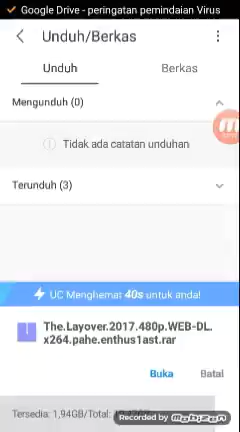 Google Drive - peringatan pemindaian Virus
Unduh/Berkas
Unduh Berkas
Mengunduh (0)
Tidak ada catatan unduhan
Terunduh (3)
UC Menghemat 40s untuk anda!
The.Layover.2017.480p.WEB-DL.
x264.pahe.enthus1ast.rar
Buka Batal
Tersedia: 1,94GB/Total:
Recorded by Mobizen